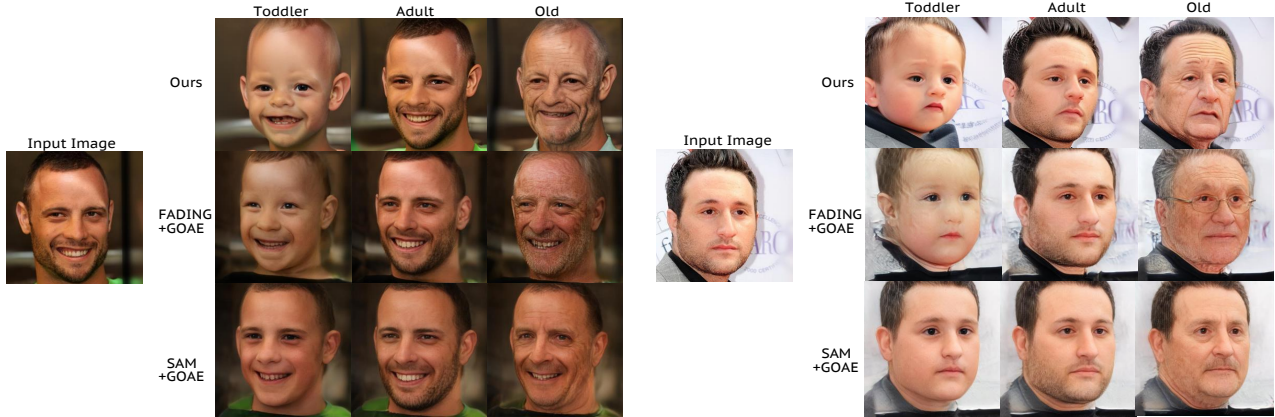 Toddler Adult Old
Ours
Input Image
FADING
+GOAE
SAM
+GOAE
Toddler Adult Old
Ours
Input Image
FADING
+GOAE
SAM
+GOAE